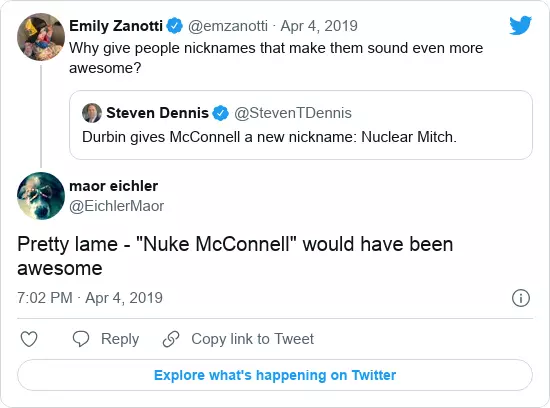 Emily Zanotti @emzanotti · Apr 4, 2019
Why give people nicknames that make them sound even more
awesome?
Steven Dennis @StevenTDennis
Durbin gives McConnell a new nickname: Nuclear Mitch.
maor eichler
@EichlerMaor
Pretty lame - "Nuke McConnell" would have been
awesome
7:02 PM · Apr 4, 2019
Reply
Copy link to Tweet
Explore what's happening on Twitter